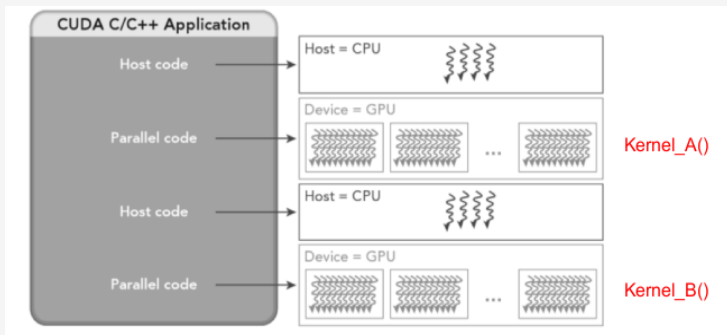 CUDA C/C++ Application
Host code
Host = CPU
Parallel code
Device = GPU
...
Kernel_A()
Host code
Host = CPU
Parallel code
Device = GPU
...
Kernel_B()